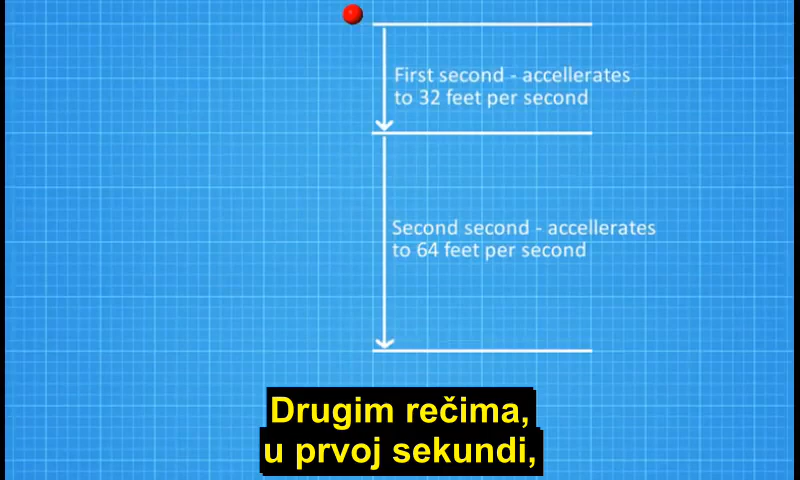 First second - accellerates
to 32 feet per second
Second second - accellerates
to 64 feet per second
Drugim rečima,
u prvoj sekundi,